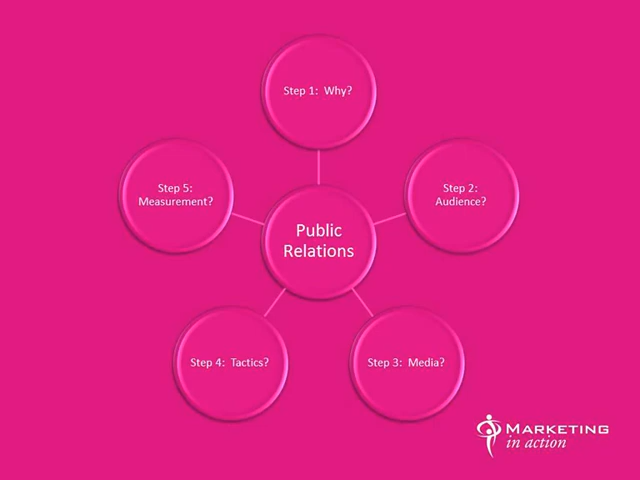 Step 1: Why?
Step 5:
Measurement?
Step 2:
Audience?
Public
Relations
Step 4: Tactics?
Step 3: Media?
MARKETING
in action